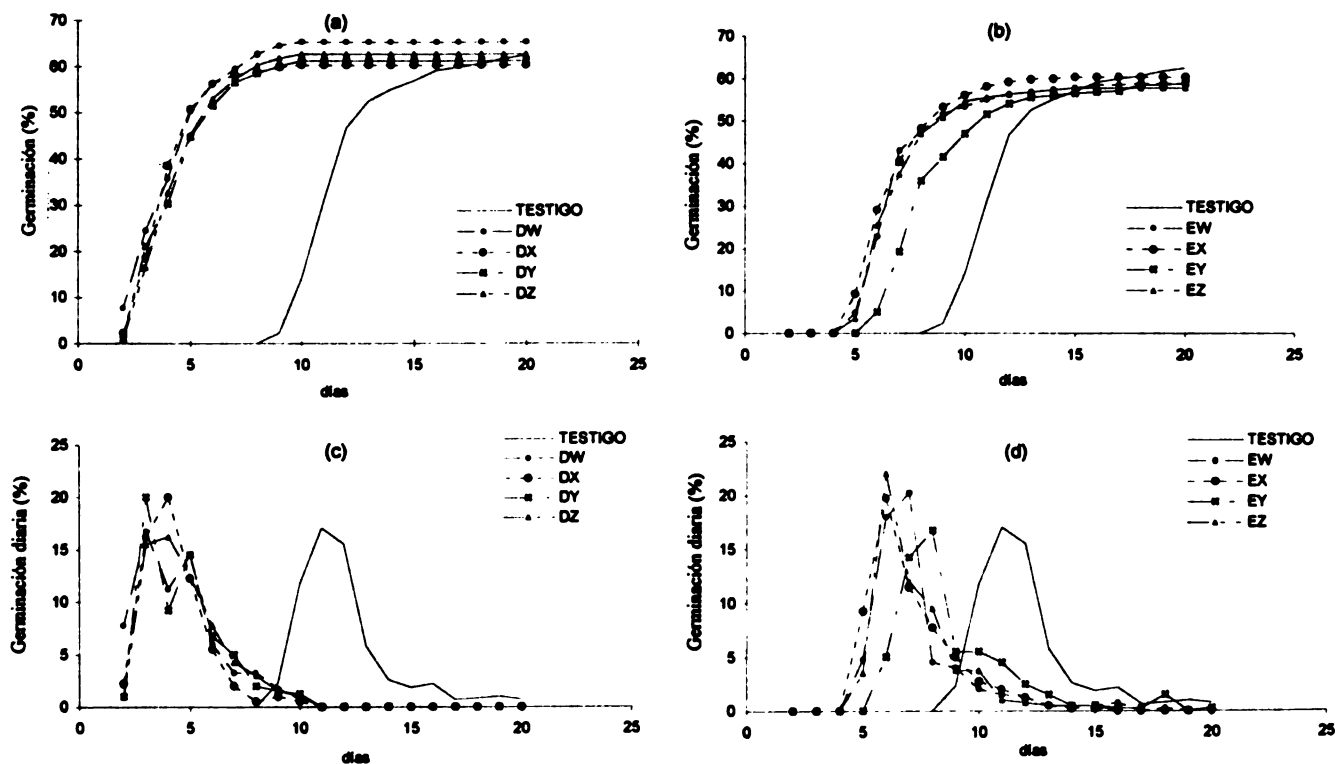 (a)
Germinación (%)
70
60
50
40
30
20
10
0
0 5 10 15 20 25
días
TESTIGO
DW
DX
DY
DZ
(b)
Germinación (%)
70
60
50
40
30
20
10
0
0 5 10 15 20 25
días
TESTIGO
EW
EX
EY
EZ
(c)
Germinación diaria (%)
25
20
15
10
5
0
0 5 10 15 20 25
días
TESTIGO
DW
DX
DY
DZ
(d)
Germinación diaria (%)
25
20
15
10
5
0
0 5 10 15 20 25
días
TESTIGO
EW
EX
EY
EZ